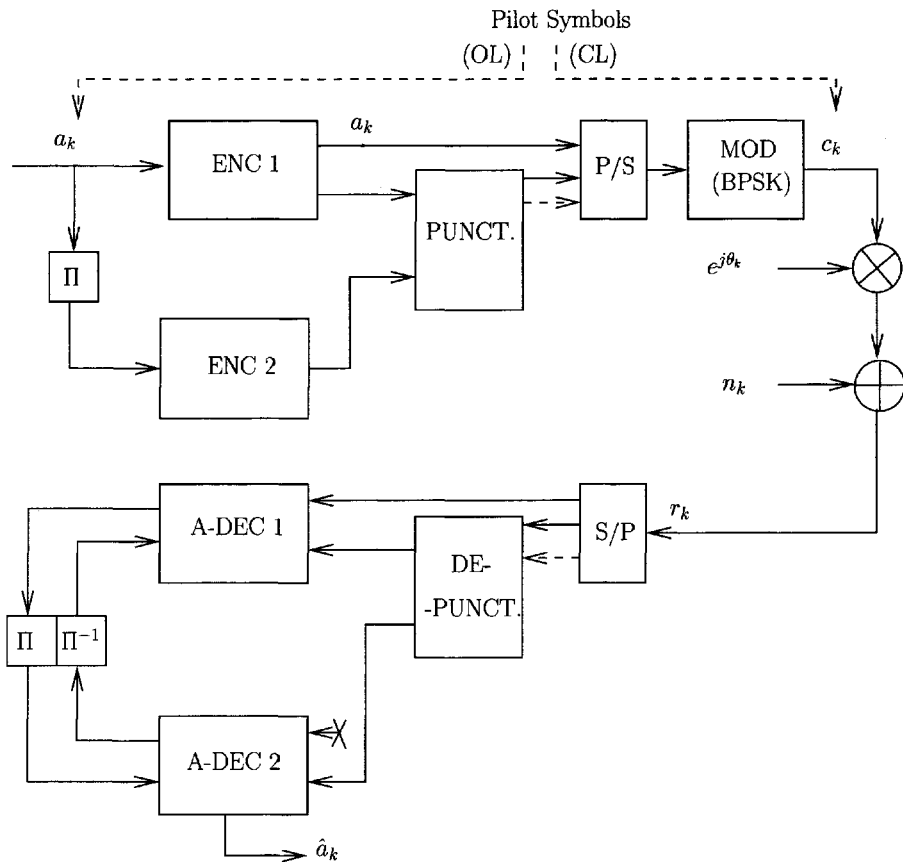 Pilot Symbols
(OL) (CL)
a_k
a_k
c_k
ENC 1
P/S
MOD
(BPSK)
PUNCT.
Π
e^{jθ_k}
ENC 2
n_k
A-DEC 1
S/P
r_k
DE-
-PUNCT.
Π
Π^{-1}
A-DEC 2
â_k